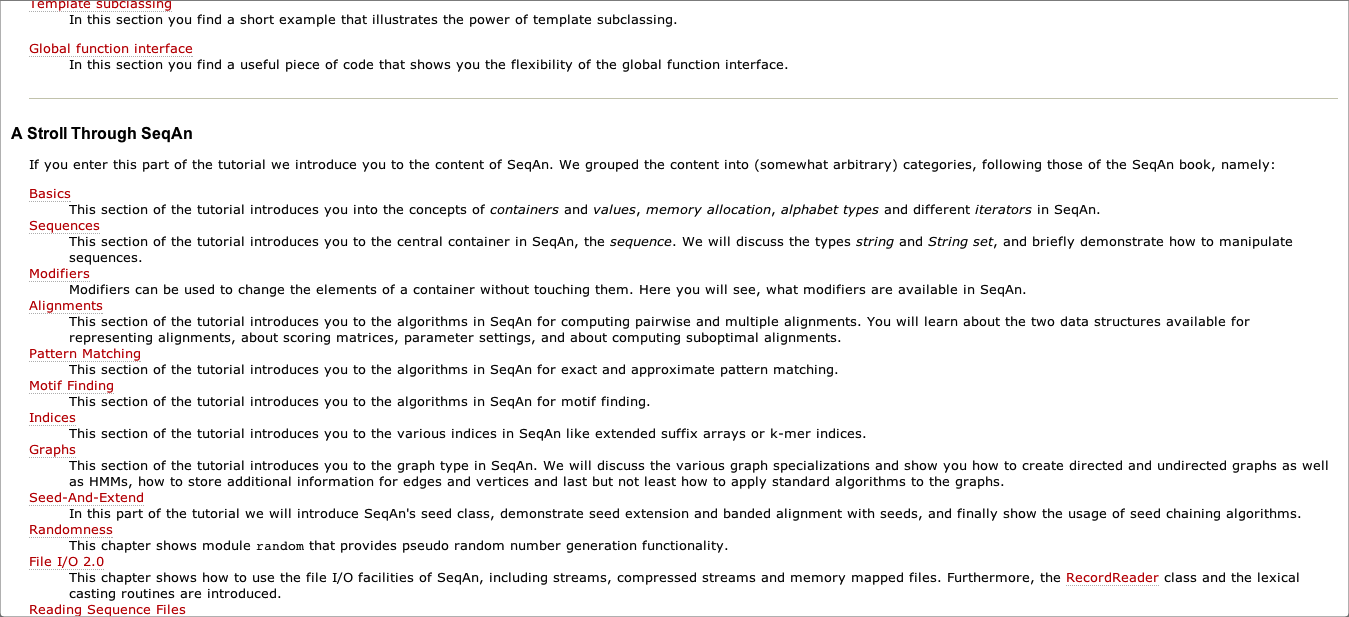 Template subclassing
In this section you find a short example that illustrates the power of template subclassing.
Global function interface
In this section you find a useful piece of code that shows you the flexibility of the global function interface.
A Stroll Through SeqAn
If you enter this part of the tutorial we introduce you to the content of SeqAn. We grouped the content into (somewhat arbitrary) categories, following those of the SeqAn book, namely:
Basics
This section of the tutorial introduces you into the concepts of containers and values, memory allocation, alphabet types and different iterators in SeqAn.
Sequences
This section of the tutorial introduces you to the central container in SeqAn, the sequence. We will discuss the types string and String set, and briefly demonstrate how to manipulate
sequences.
Modifiers
Modifiers can be used to change the elements of a container without touching them. Here you will see, what modifiers are available in SeqAn.
Alignments
This section of the tutorial introduces you to the algorithms in SeqAn for computing pairwise and multiple alignments. You will learn about the two data structures available for
representing alignments, about scoring matrices, parameter settings, and about computing suboptimal alignments.
Pattern Matching
This section of the tutorial introduces you to the algorithms in SeqAn for exact and approximate pattern matching.
Motif Finding
This section of the tutorial introduces you to the algorithms in SeqAn for motif finding.
Indices
This section of the tutorial introduces you to the various indices in SeqAn like extended suffix arrays or k-mer indices.
Graphs
This section of the tutorial introduces you to the graph type in SeqAn. We will discuss the various graph specializations and show you how to create directed and undirected graphs as well
as HMMs, how to store additional information for edges and vertices and last but not least how to apply standard algorithms to the graphs.
Seed-And-Extend
In this part of the tutorial we will introduce SeqAn's seed class, demonstrate seed extension and banded alignment with seeds, and finally show the usage of seed chaining algorithms.
Randomness
This chapter shows module random that provides pseudo random number generation functionality.
File I/O 2.0
This chapter shows how to use the file I/O facilities of SeqAn, including streams, compressed streams and memory mapped files. Furthermore, the RecordReader class and the lexical
casting routines are introduced.
Reading Sequence Files